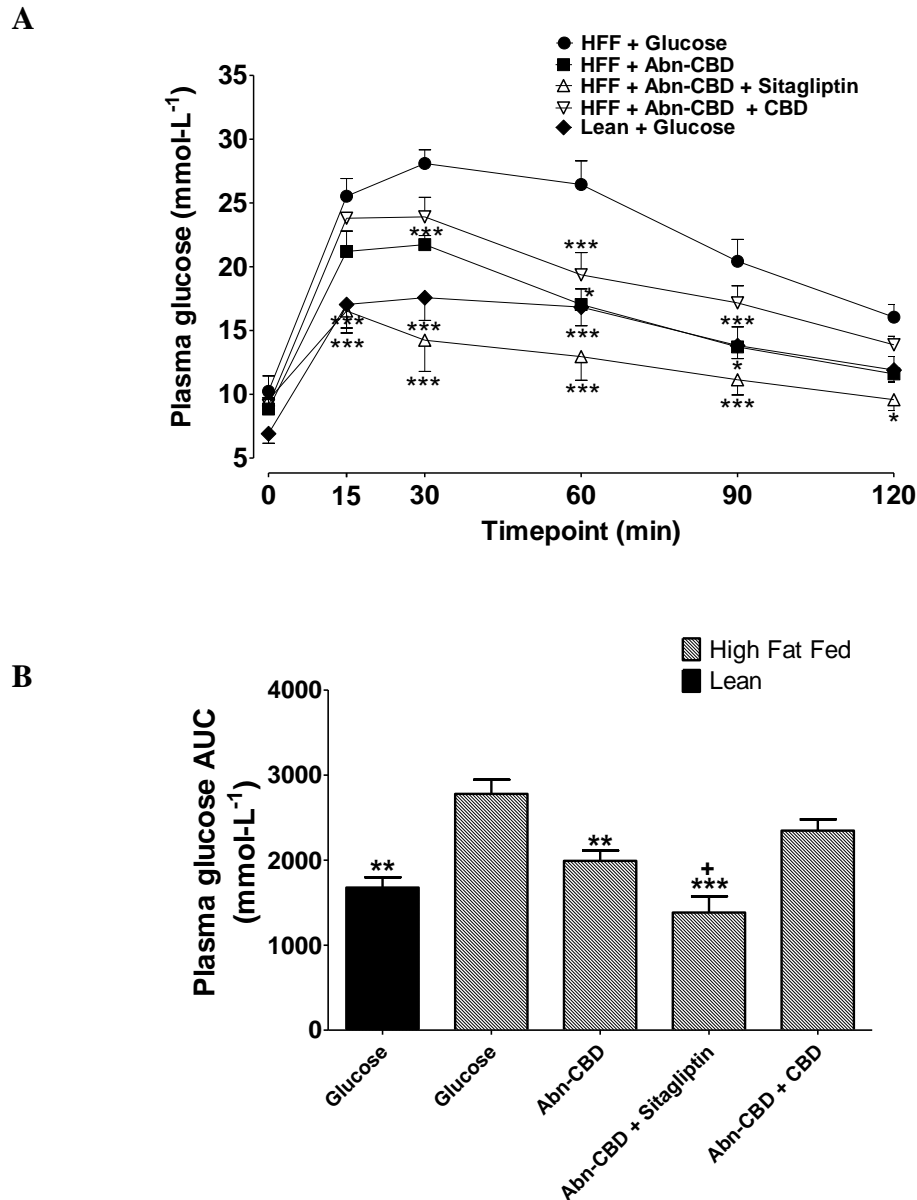 A
HFF + Glucose
HFF + Abn-CBD
HFF + Abn-CBD + Sitagliptin
HFF + Abn-CBD + CBD
Lean + Glucose
Plasma glucose (mmol-L-1)
35
30
25
20
15
10
5
***
***
*
***
***
***
***
***
***
***
*
***
*
0
15
30
60
90
120
Timepoint (min)
B
High Fat Fed
Lean
Plasma glucose AUC
(mmol-L-1)
4000
3000
2000
1000
0
**
**
+
***
Glucose
Glucose
Abn-CBD
Abn-CBD + Sitagliptin
Abn-CBD + CBD